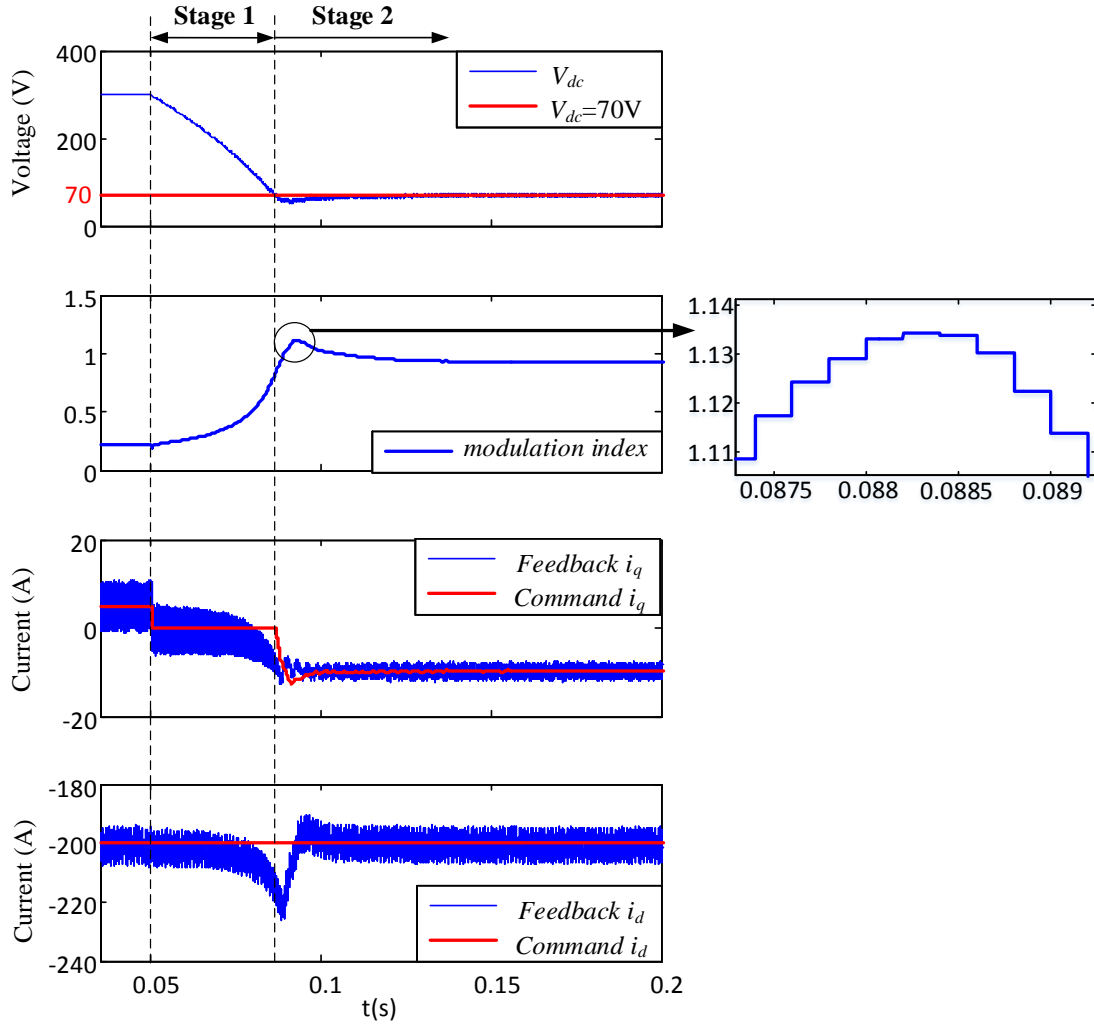 Stage 1
Stage 2
Voltage (V)
400
200
70
0
V_dc
V_dc=70V
1.5
1
0.5
0
modulation index
1.14
1.13
1.12
1.11
0.0875
0.088
0.0885
0.089
Current (A)
20
0
-20
Feedback i_q
Command i_q
Current (A)
-180
-200
-220
-240
Feedback i_d
Command i_d
0.05
0.1
0.15
0.2
t(s)